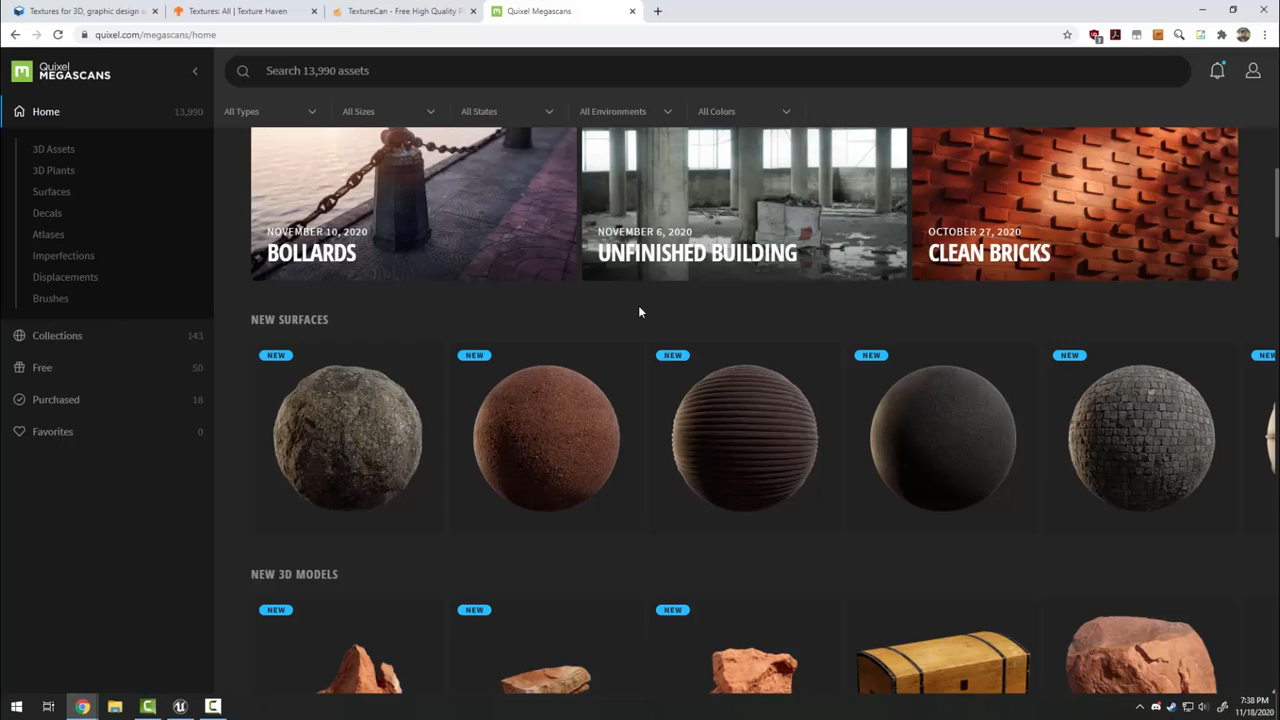 Textures for 3D, graphic design a
Textures: All | Texture Haven
TextureCan - Free High Quality P
Quixel Megascans
quixel.com/megascans/home
Quixel
MEGASCANS
Search 13,990 assets
Home 13,990
All Types
All Sizes
All States
All Environments
All Colors
3D Assets
3D Plants
Surfaces
Decals
Atlases
Imperfections
Displacements
Brushes
Collections 143
Free 50
Purchased 18
Favorites 0
NOVEMBER 10, 2020
BOLLARDS
NOVEMBER 6, 2020
UNFINISHED BUILDING
OCTOBER 27, 2020
CLEAN BRICKS
NEW SURFACES
NEW
NEW
NEW
NEW
NEW
NEW
NEW 3D MODELS
NEW
NEW
NEW
7:38 PM
11/18/2020